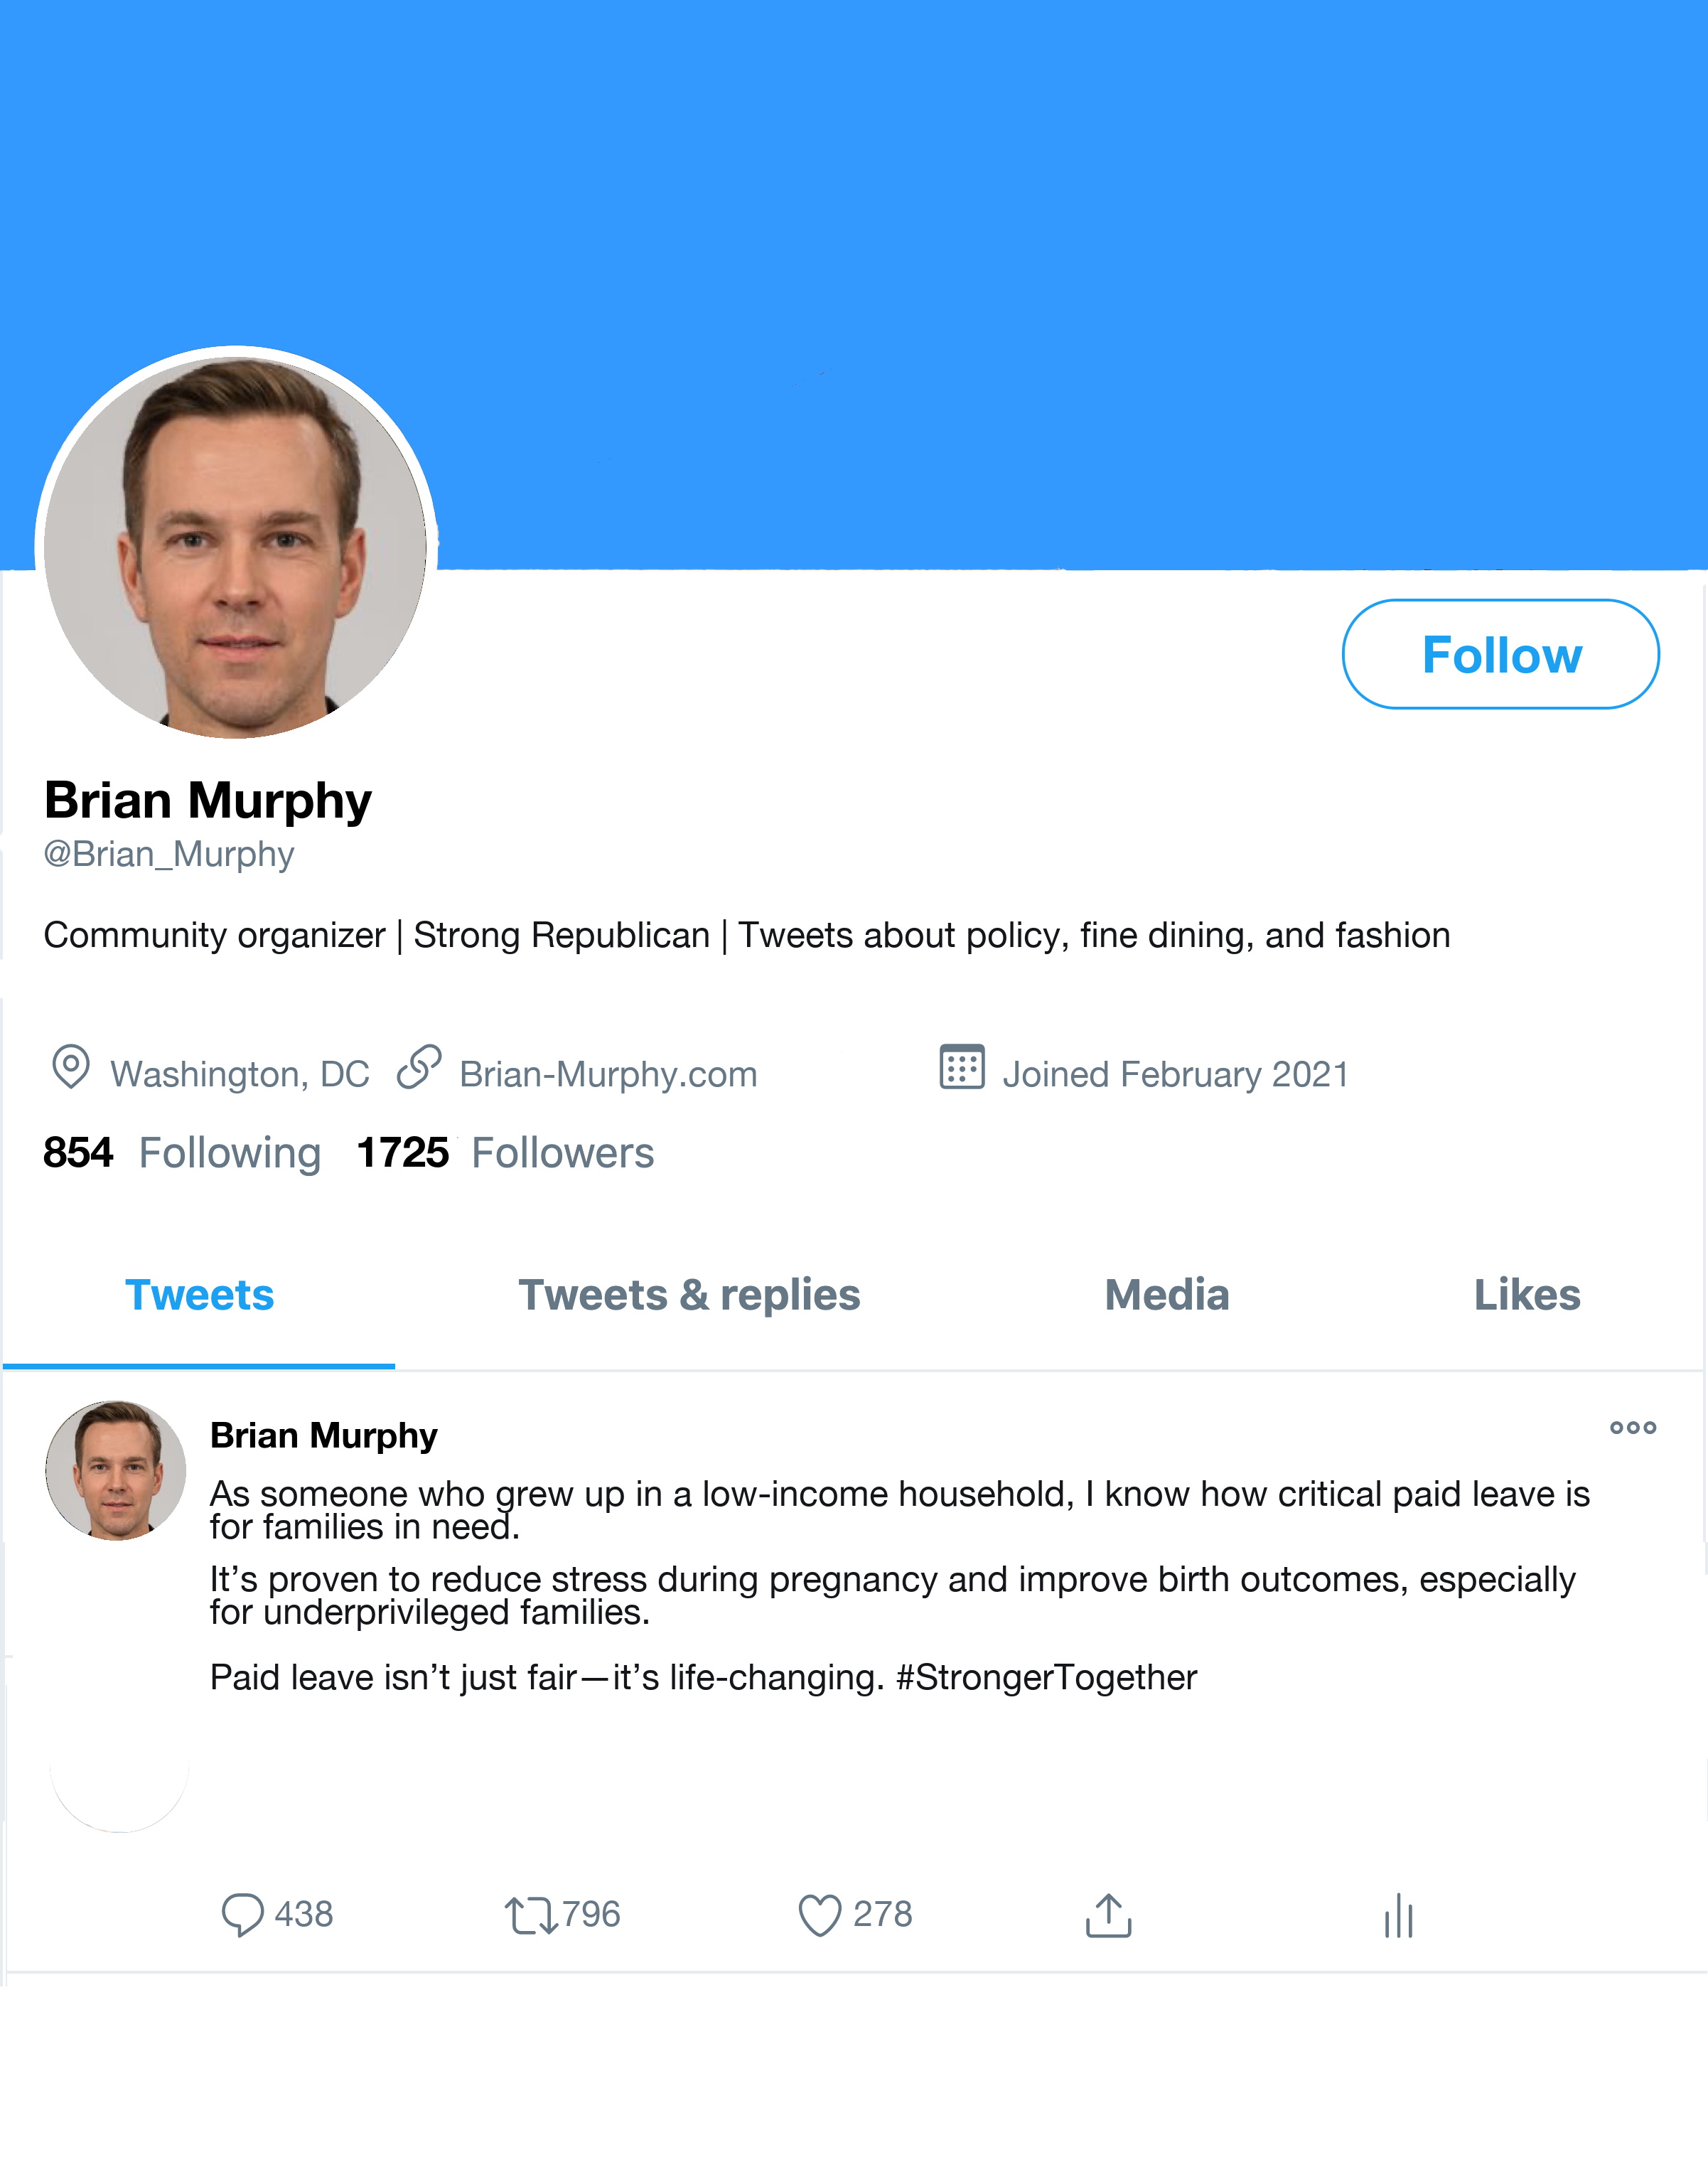 Follow
Brian Murphy
@Brian_Murphy
Community organizer | Strong Republican | Tweets about policy, fine dining, and fashion
Washington, DC Brian-Murphy.com Joined February 2021
854 Following 1725 Followers
Tweets Tweets & replies Media Likes
Brian Murphy
As someone who grew up in a low-income household, I know how critical paid leave is
for families in need.
It’s proven to reduce stress during pregnancy and improve birth outcomes, especially
for underprivileged families.
Paid leave isn’t just fair—it’s life-changing. #StrongerTogether
438 796 278